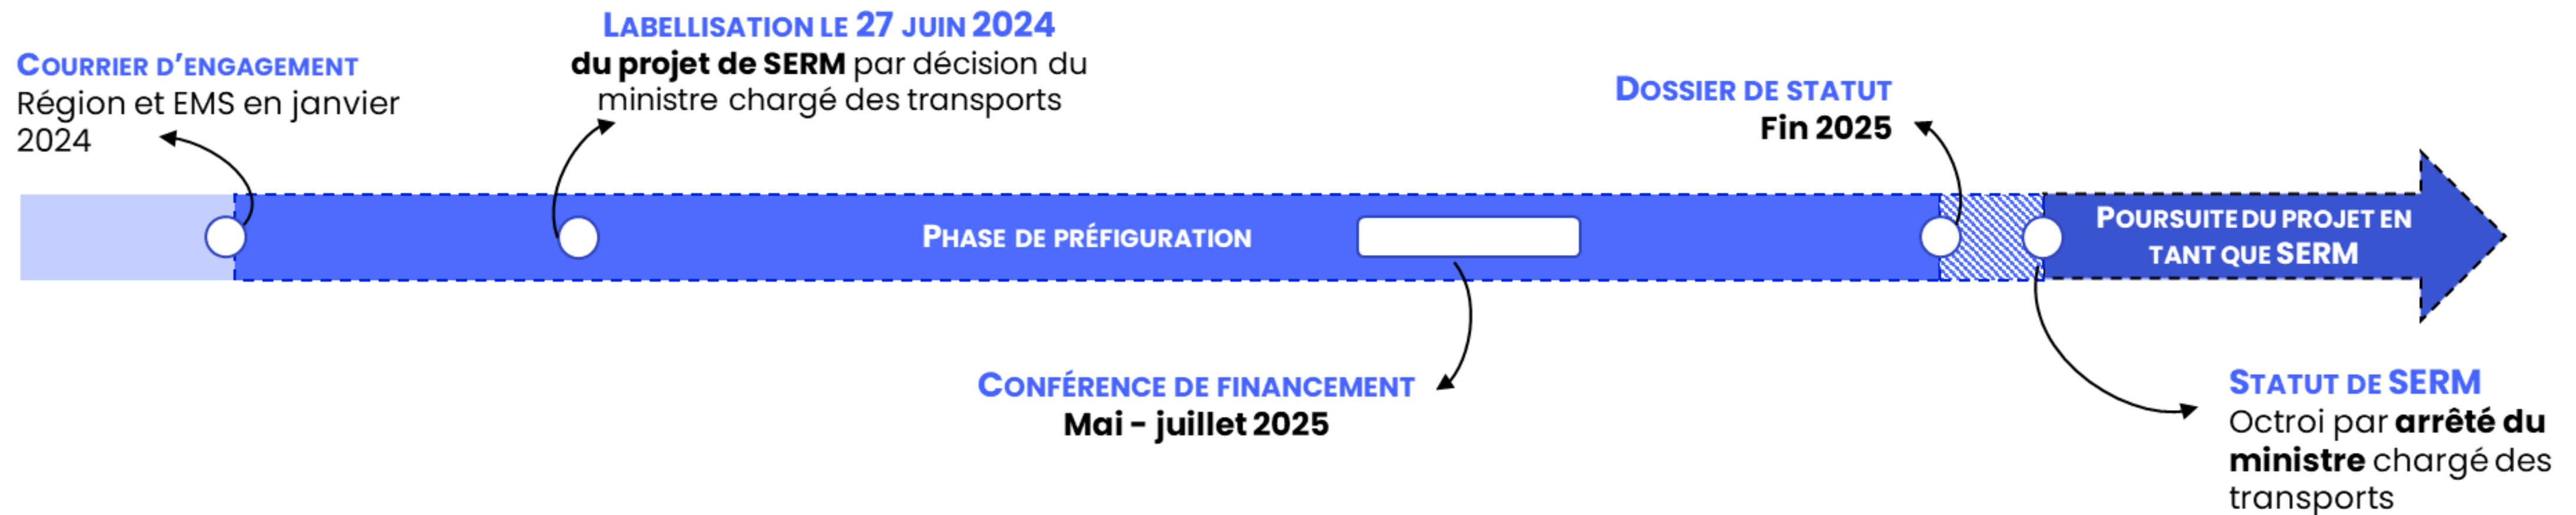 COURRIER D'ENGAGEMENT
Région et EMS en janvier
2024
LABELLISATION LE 27 JUIN 2024
du projet de SERM par décision du
ministre chargé des transports
DOSSIER DE STATUT
Fin 2025
PHASE DE PRÉFIGURATION
POURSUITE DU PROJET EN
TANT QUE SERM
CONFÉRENCE DE FINANCEMENT
Mai - juillet 2025
STATUT DE SERM
Octroi par arrêté du
ministre chargé des
transports